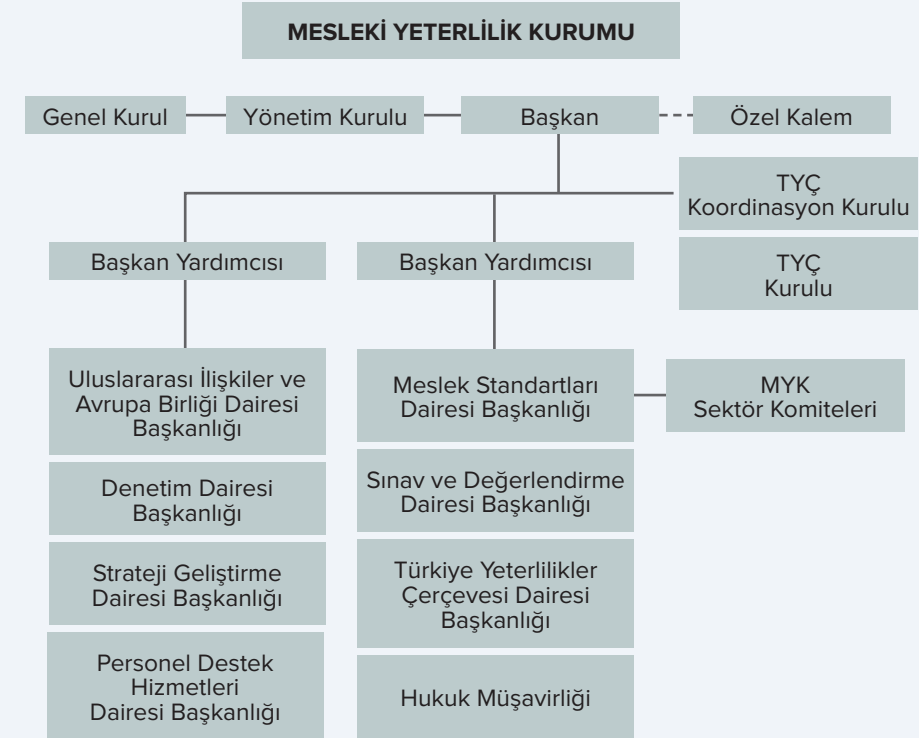 MESLEKİ YETERLİLİK KURUMU
Genel Kurul
Yönetim Kurulu
Başkan
Özel Kalem
TYÇ
Koordinasyon Kurulu
TYÇ
Kurulu
Başkan Yardımcısı
Başkan Yardımcısı
Uluslararası İlişkiler ve
Avrupa Birliği Dairesi
Başkanlığı
Denetim Dairesi
Başkanlığı
Strateji Geliştirme
Dairesi Başkanlığı
Personel Destek
Hizmetleri
Dairesi Başkanlığı
Meslek Standartları
Dairesi Başkanlığı
MYK
Sektör Komiteleri
Sınav ve Değerlendirme
Dairesi Başkanlığı
Türkiye Yeterlilikler
Çerçevesi Dairesi
Başkanlığı
Hukuk Müşavirliği